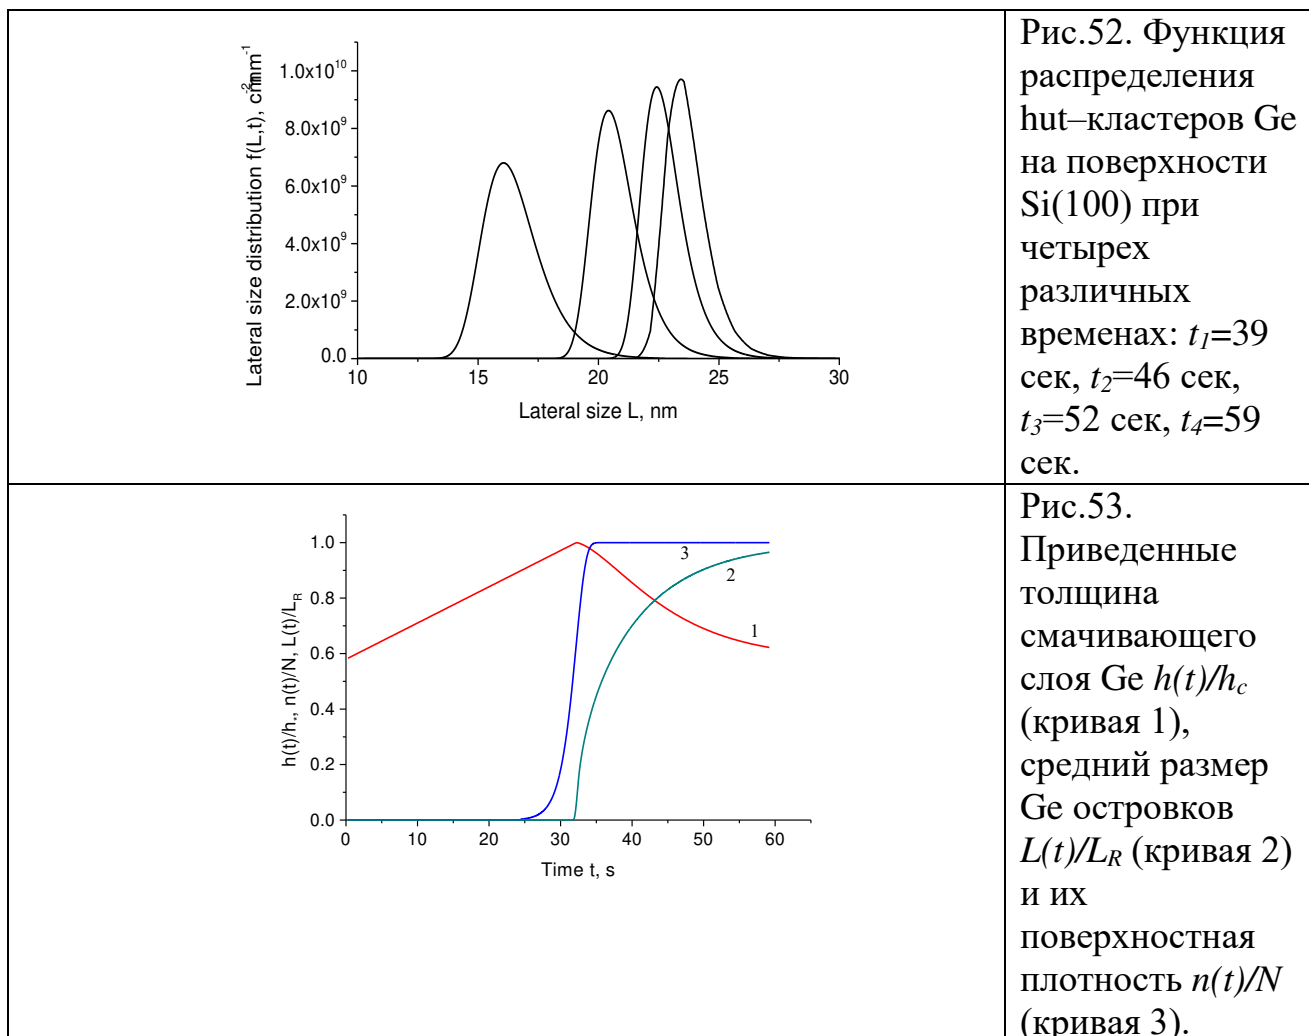 Lateral size distribution f(L,t), cm⁻²nm⁻¹
1.0x10¹⁰
8.0x10⁹
6.0x10⁹
4.0x10⁹
2.0x10⁹
0.0
10 15 20 25 30
Lateral size L, nm
Рис.52. Функция
распределения
hut–кластеров Ge
на поверхности
Si(100) при
четырех
различных
временах: t₁=39
сек, t₂=46 сек,
t₃=52 сек, t₄=59
сек.
h(t)/h*, n(t)/N, L(t)/L_R
1.0
0.8
0.6
0.4
0.2
0.0
3
2
1
0 10 20 30 40 50 60
Time t, s
Рис.53.
Приведенные
толщина
смачивающего
слоя Ge h(t)/h_c
(кривая 1),
средний размер
Ge островков
L(t)/L_R (кривая 2)
и их
поверхностная
плотность n(t)/N
(кривая 3).